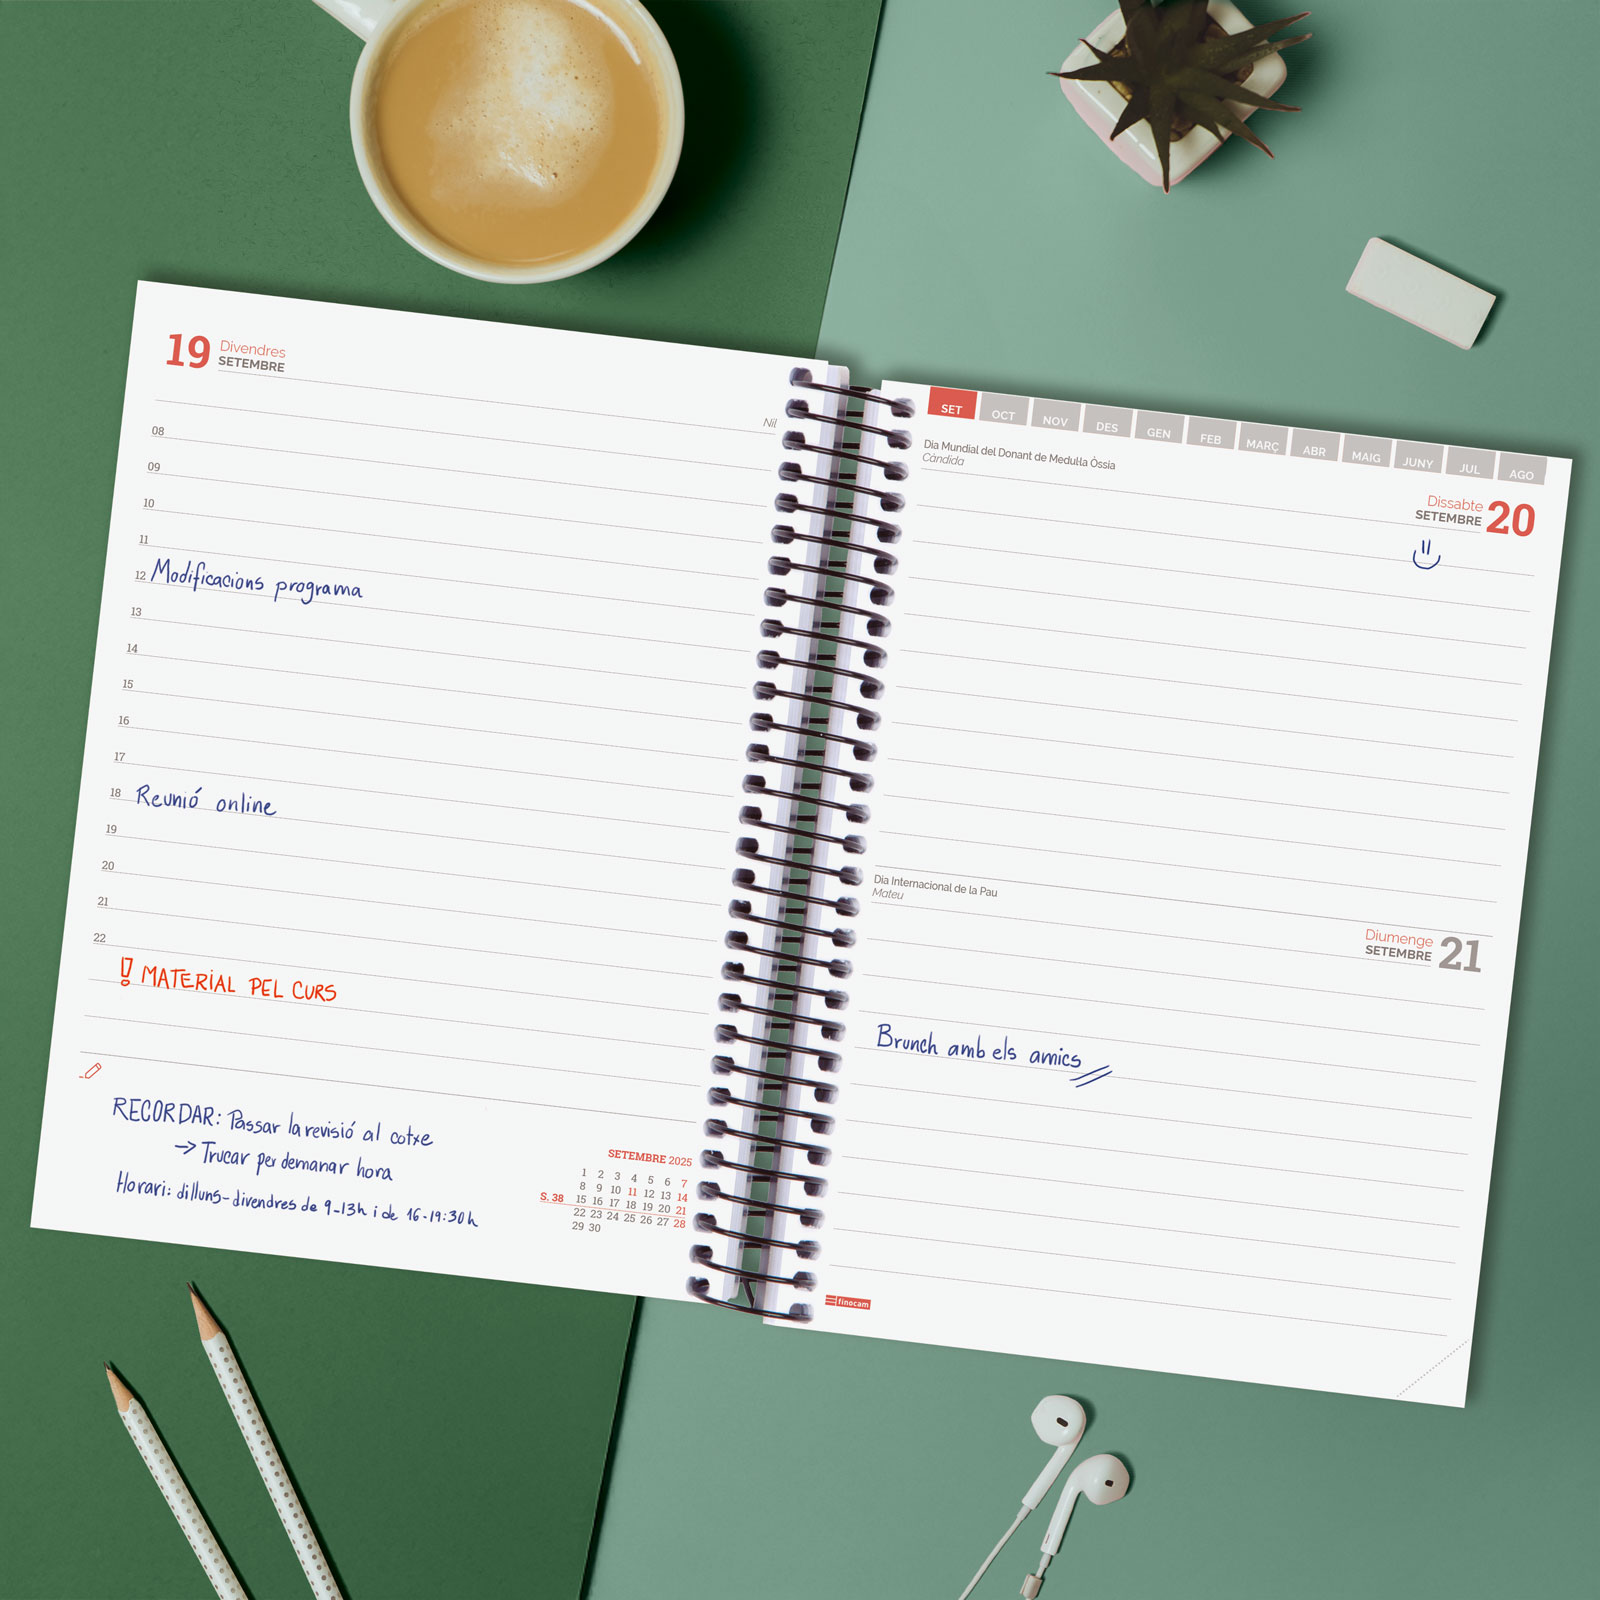 19 Divendres
SETEMBRE
Nil
08
09
10
11
12 Modificacions programa
13
14
15
16
17
18 Reunió online
19
20
21
22
MATERIAL PEL CURS
RECORDAR: Passar la revisió al cotxe
→ Trucar per demanar hora
Horari: dilluns-divendres de 9-13h i de 16-19:30h
SETEMBRE 2025
1 2 3 4 5 6 7
8 9 10 11 12 13 14
S. 38 15 16 17 18 19 20 21
22 23 24 25 26 27 28
29 30
SET OCT NOV DES GEN FEB MARÇ ABR MAIG JUNY JUL AGO
Dia Mundial del Donant de Medul·la Òssia
Càndida
Dissabte 20
SETEMBRE
Dia Internacional de la Pau
Mateu
Diumenge 21
SETEMBRE
Brunch amb els amics
finocam